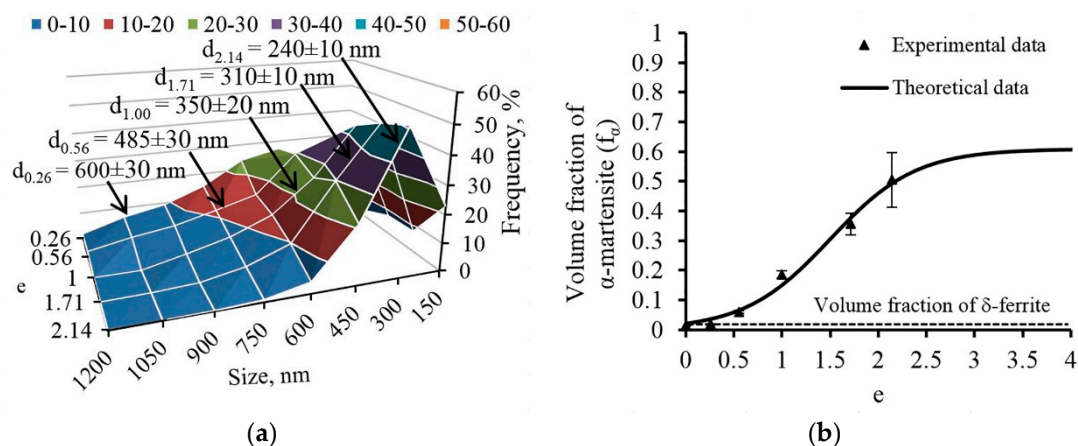 0-10 10-20 20-30 30-40 40-50 50-60
d2.14 = 240±10 nm
d1.71 = 310±10 nm
d1.00 = 350±20 nm
d0.56 = 485±30 nm
d0.26 = 600±30 nm
60
50
40
30
20
10
0
Frequency, %
0.26
0.56
1
1.71
2.14
e
1200 1050 900 750 600 450 300 150
Size, nm
(a)
1
0.9
0.8
0.7
0.6
0.5
0.4
0.3
0.2
0.1
0
Volume fraction of
α-martensite (fα)
Experimental data
Theoretical data
Volume fraction of δ-ferrite
0 0.5 1 1.5 2 2.5 3 3.5 4
e
(b)